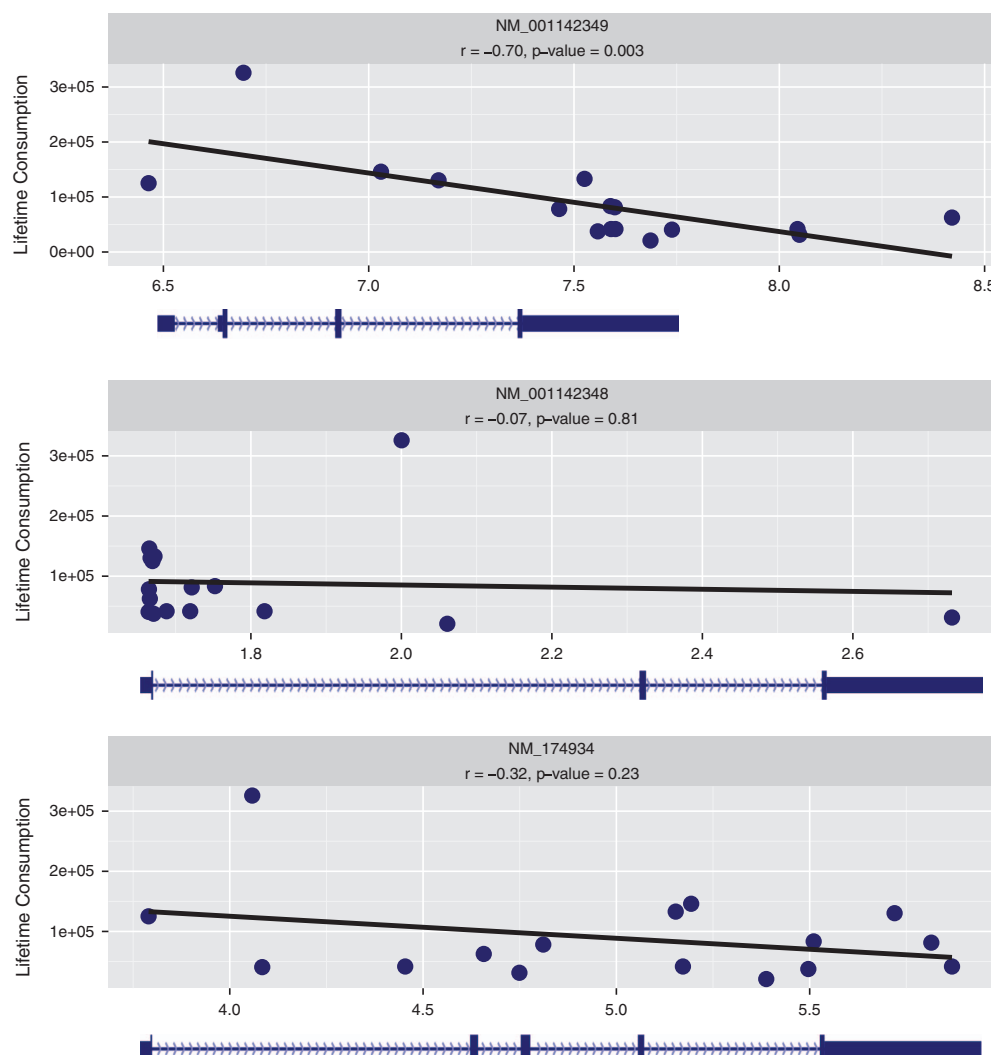 NM_001142349
r = –0.70, p–value = 0.003
Lifetime Consumption
3e+05
2e+05
1e+05
0e+00
6.5 7.0 7.5 8.0 8.5
NM_001142348
r = –0.07, p–value = 0.81
Lifetime Consumption
3e+05
2e+05
1e+05
1.8 2.0 2.2 2.4 2.6
NM_174934
r = –0.32, p–value = 0.23
Lifetime Consumption
3e+05
2e+05
1e+05
4.0 4.5 5.0 5.5